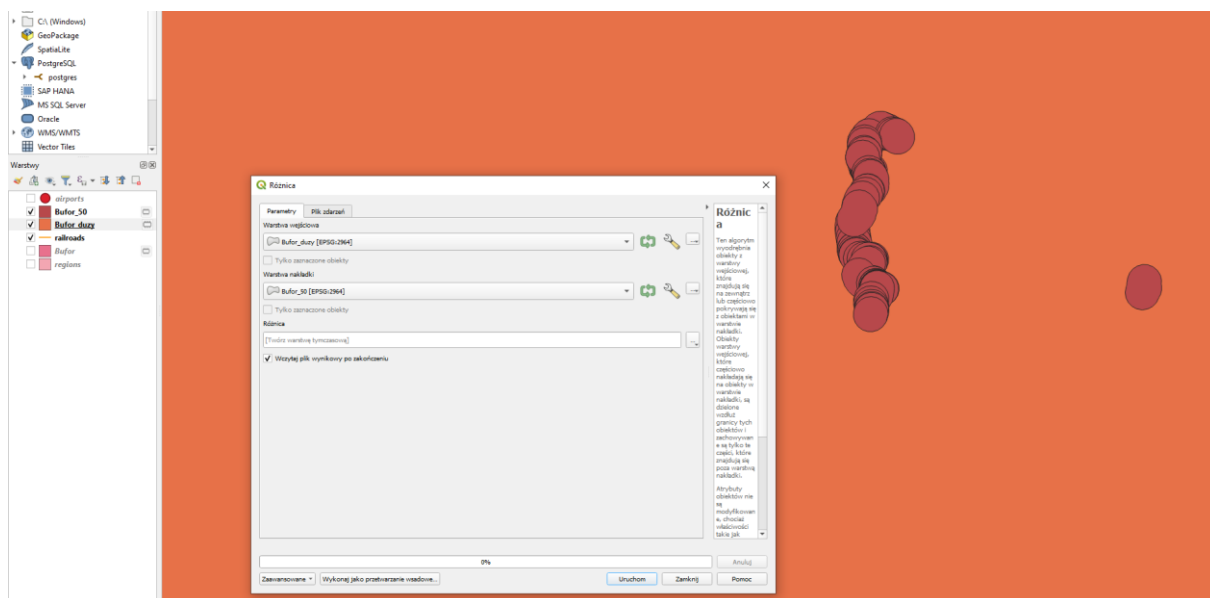 C:\ (Windows)
GeoPackage
SpatiaLite
PostgreSQL
postgres
SAP HANA
MS SQL Server
Oracle
WMS/WMTS
Vector Tiles
Warstwy
airports
Bufor_50
Bufor_duzy
railroads
Bufor
regions
Różnica
Parametry
Plik zdarzeń
Warstwa wejściowa
Bufor_duzy [EPSG:2964]
Tylko zaznaczone obiekty
Warstwa nakładki
Bufor_50 [EPSG:2964]
Tylko zaznaczone obiekty
Różnica
[Twórz warstwę tymczasową]
Wczytaj plik wynikowy po zakończeniu
0%
Anuluj
Zaawansowane
Wykonaj jako przetwarzanie wsadowe...
Uruchom
Zamknij
Pomoc
Różnic
a
Ten algorytm
wyodrębnia
obiekty z
warstwy
wejściowej,
które
znajdują się
na zewnątrz
lub częściowo
pokrywają się
z obiektami w
warstwie
nakładki.
Obiekty
warstwy
wejściowej,
które
częściowo
nakładają się
na obiekty w
warstwie
nakładki, są
dzielone
wzdłuż
granicy tych
obiektów i
zachowywan
e są tylko te
części, które
znajdują się
poza warstwą
nakładki.
Atrybuty
obiektów nie
są
modyfikowan
e, chociaż
właściwości
takie jak